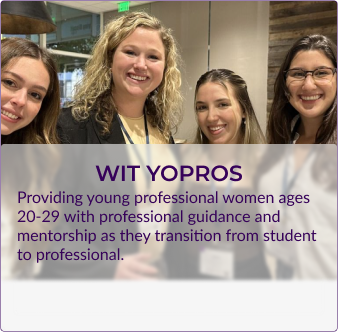 WIT YOPROS
Providing young professional women ages
20-29 with professional guidance and
mentorship as they transition from student
to professional.